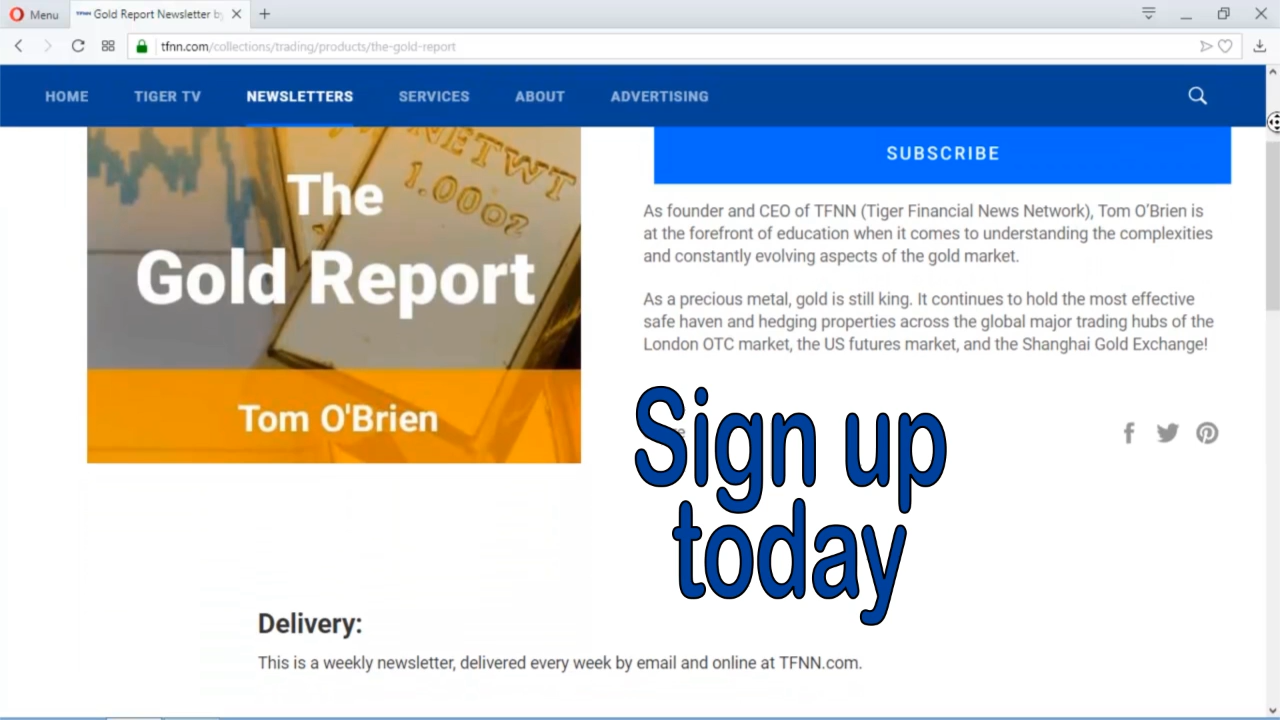 Menu
TFNN Gold Report Newsletter by
tfnn.com/collections/trading/products/the-gold-report
HOME TIGER TV NEWSLETTERS SERVICES ABOUT ADVERTISING
NETWT
1.00oz
The
Gold Report
Tom O'Brien
SUBSCRIBE
As founder and CEO of TFNN (Tiger Financial News Network), Tom O'Brien is
at the forefront of education when it comes to understanding the complexities
and constantly evolving aspects of the gold market.
As a precious metal, gold is still king. It continues to hold the most effective
safe haven and hedging properties across the global major trading hubs of the
London OTC market, the US futures market, and the Shanghai Gold Exchange!
Sign up
today
Delivery:
This is a weekly newsletter, delivered every week by email and online at TFNN.com.